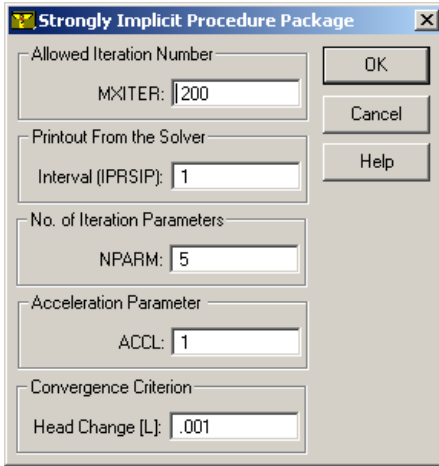 Strongly Implicit Procedure Package
Allowed Iteration Number
MXITER: 200
Printout From the Solver
Interval (IPRSIP): 1
No. of Iteration Parameters
NPARM: 5
Acceleration Parameter
ACCL: 1
Convergence Criterion
Head Change [L]: .001
OK
Cancel
Help